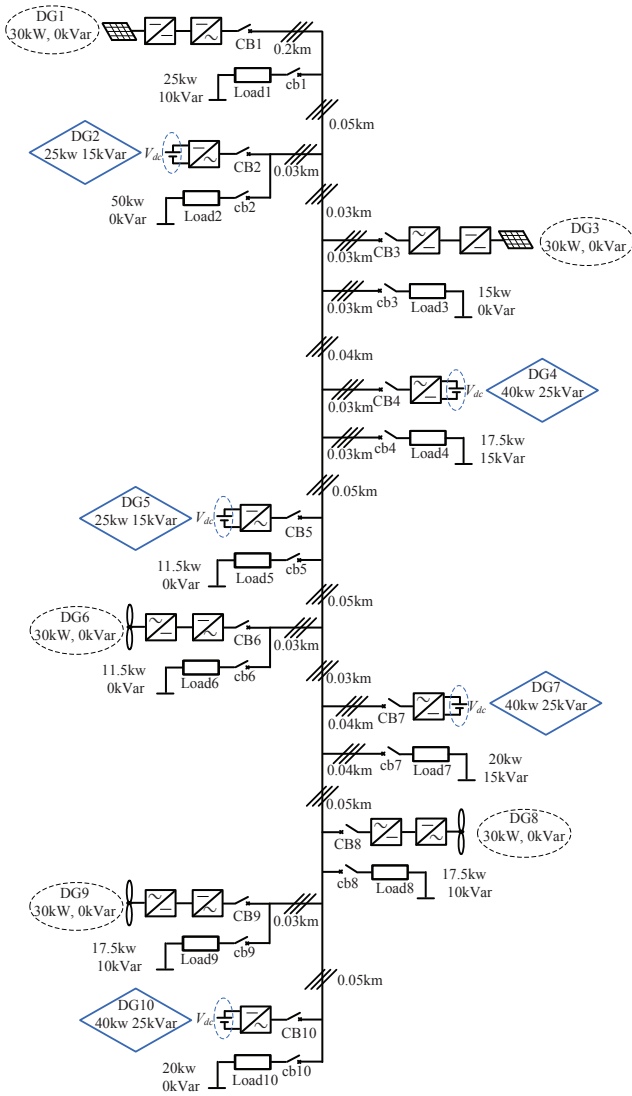 DG1
30kW, 0kVar
CB1
0.2km
25kw
10kVar
Load1
cb1
0.05km
DG2
25kw 15kVar
Vdc
CB2
0.03km
50kw
0kVar
Load2
cb2
0.03km
0.03km
CB3
DG3
30kW, 0kVar
0.03km
cb3
Load3
15kw
0kVar
0.04km
0.03km
CB4
Vdc
DG4
40kw 25kVar
0.03km
cb4
Load4
17.5kw
15kVar
0.05km
DG5
25kw 15kVar
Vdc
CB5
11.5kw
0kVar
Load5
cb5
0.05km
DG6
30kW, 0kVar
CB6
0.03km
11.5kw
0kVar
Load6
cb6
0.03km
0.04km
CB7
Vdc
DG7
40kw 25kVar
0.04km
cb7
Load7
20kw
15kVar
0.05km
CB8
DG8
30kW, 0kVar
cb8
Load8
17.5kw
10kVar
DG9
30kW, 0kVar
CB9
0.03km
17.5kw
10kVar
Load9
cb9
0.05km
DG10
40kw 25kVar
Vdc
CB10
20kw
0kVar
Load10
cb10